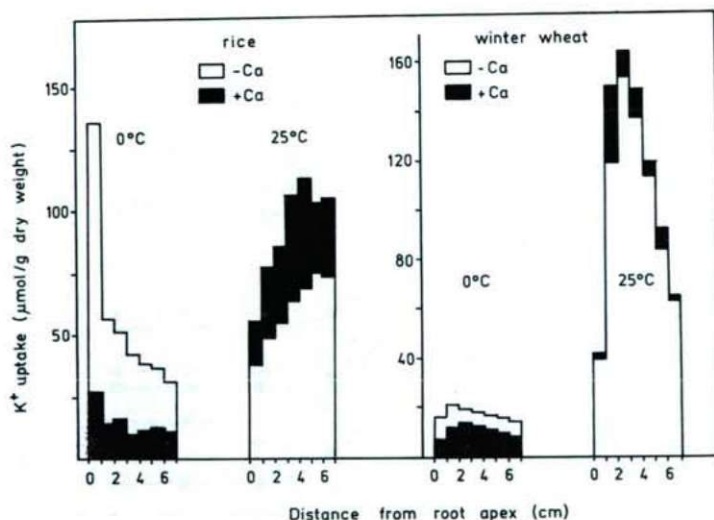 rice
-Ca
+Ca
0°C
25°C
winter wheat
-Ca
+Ca
0°C
25°C
K⁺ uptake (μmol/g dry weight)
150
100
50
160
120
80
40
0 2 4 6
0 2 4 6
0 2 4 6
0 2 4 6
Distance from root apex (cm)